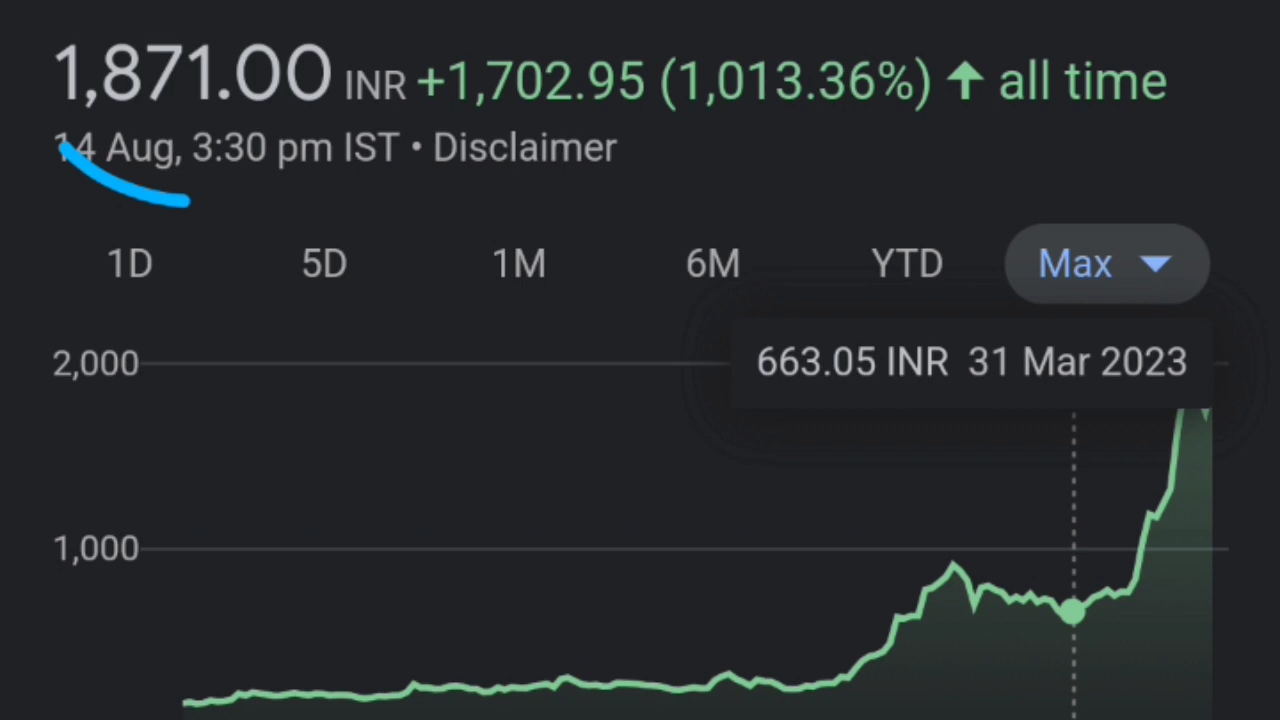 1,871.00 INR +1,702.95 (1,013.36%) ↑ all time
14 Aug, 3:30 pm IST • Disclaimer
1D 5D 1M 6M YTD Max
2,000
663.05 INR 31 Mar 2023
1,000